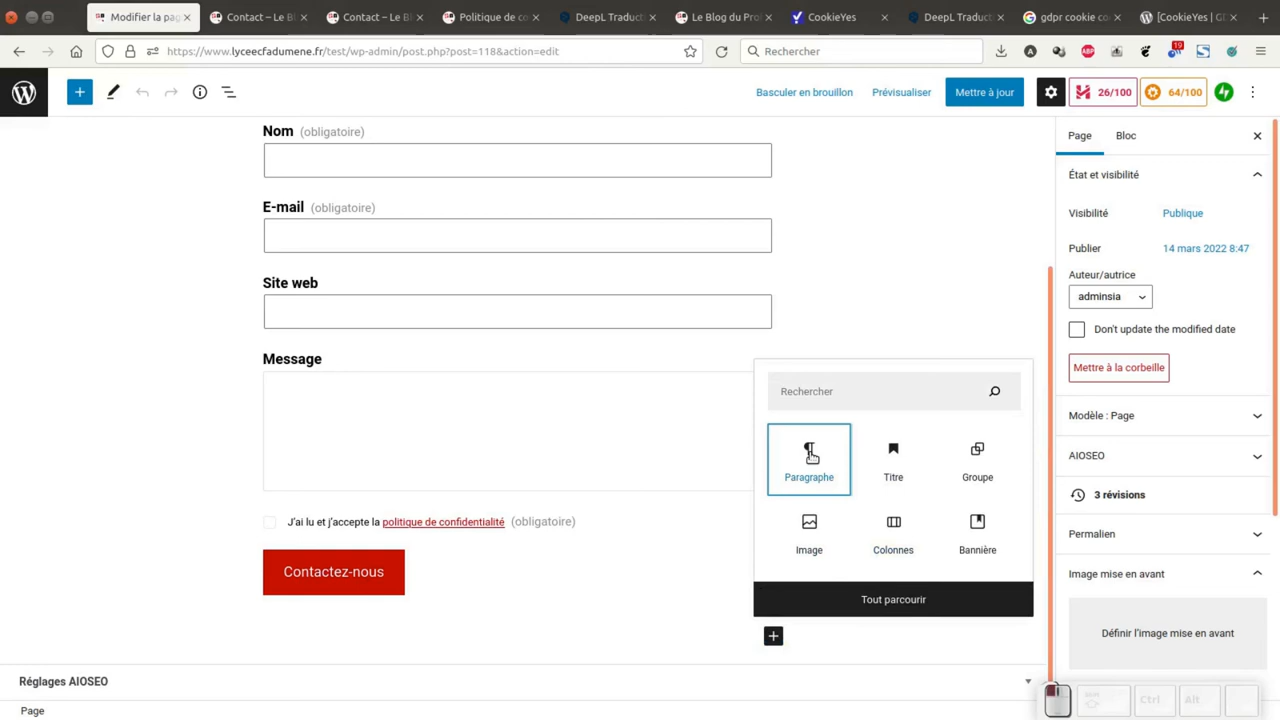 Modifier la pag
Contact – Le Bl
Contact – Le Bl
Politique de co
DeepL Traduct
Le Blog du Pro
CookieYes
DeepL Traduct
gdpr cookie co
[CookieYes | GD
https://www.lyceecfadumene.fr/test/wp-admin/post.php?post=118&action=edit
Rechercher
19
Basculer en brouillon
Prévisualiser
Mettre à jour
26/100
64/100
Page
Bloc
État et visibilité
Visibilité
Publique
Publier
14 mars 2022 8:47
Auteur/autrice
adminsia
Don't update the modified date
Mettre à la corbeille
Modèle : Page
AIOSEO
3 révisions
Permalien
Image mise en avant
Définir l'image mise en avant
Nom (obligatoire)
E-mail (obligatoire)
Site web
Message
J'ai lu et j'accepte la politique de confidentialité (obligatoire)
Contactez-nous
Rechercher
Paragraphe
Titre
Groupe
Image
Colonnes
Bannière
Tout parcourir
Réglages AIOSEO
Page
Ctrl
Alt